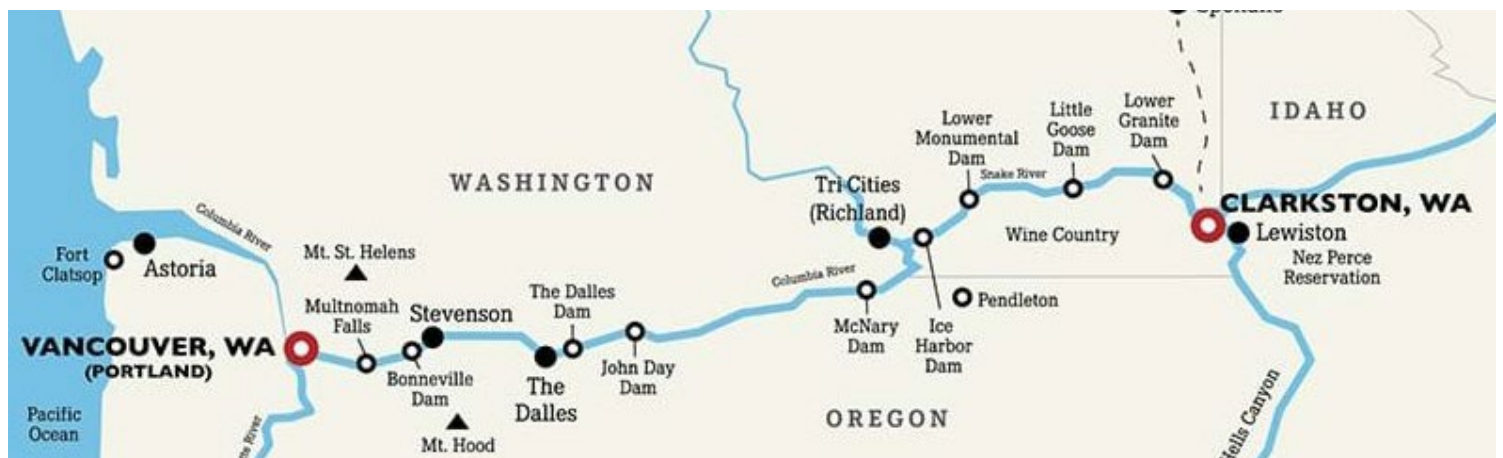 IDAHO
Lower
Granite
Dam
Little
Goose
Dam
Lower
Monumental
Dam
Snake River
WASHINGTON
Tri Cities
(Richland)
CLARKSTON, WA
Lewiston
Nez Perce
Reservation
Wine Country
Columbia River
Fort
Clatsop
Astoria
Mt. St. Helens
Columbia River
Pendleton
Multnomah
Falls
Stevenson
The Dalles
Dam
McNary
Dam
Ice
Harbor
Dam
VANCOUVER, WA
(PORTLAND)
Bonneville
Dam
The
Dalles
John Day
Dam
Pacific
Ocean
River
Mt. Hood
OREGON
Hells Canyon